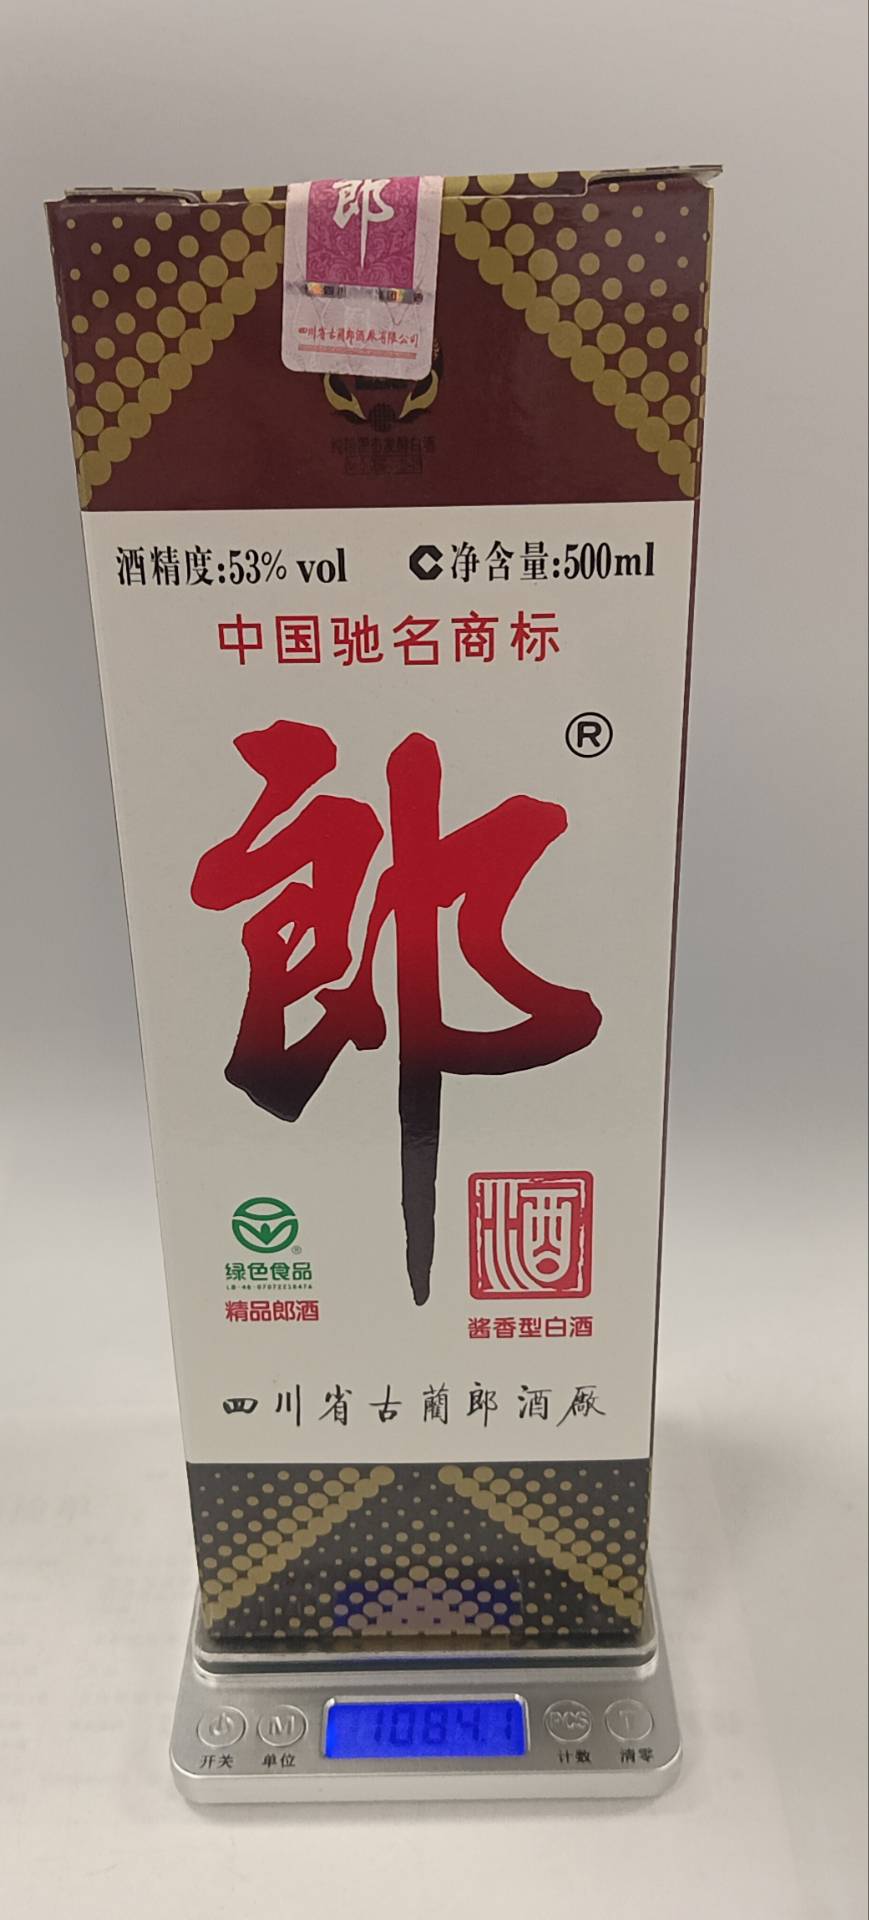 郎
四川省古蔺郎酒厂有限公司
酒精度:53% vol
C净含量:500ml
中国驰名商标
郎®
绿色食品
精品郎酒
酒
酱香型白酒
四川省古藺郎酒廠
1084.1
M
PCS
T
开关
单位
计数
清零